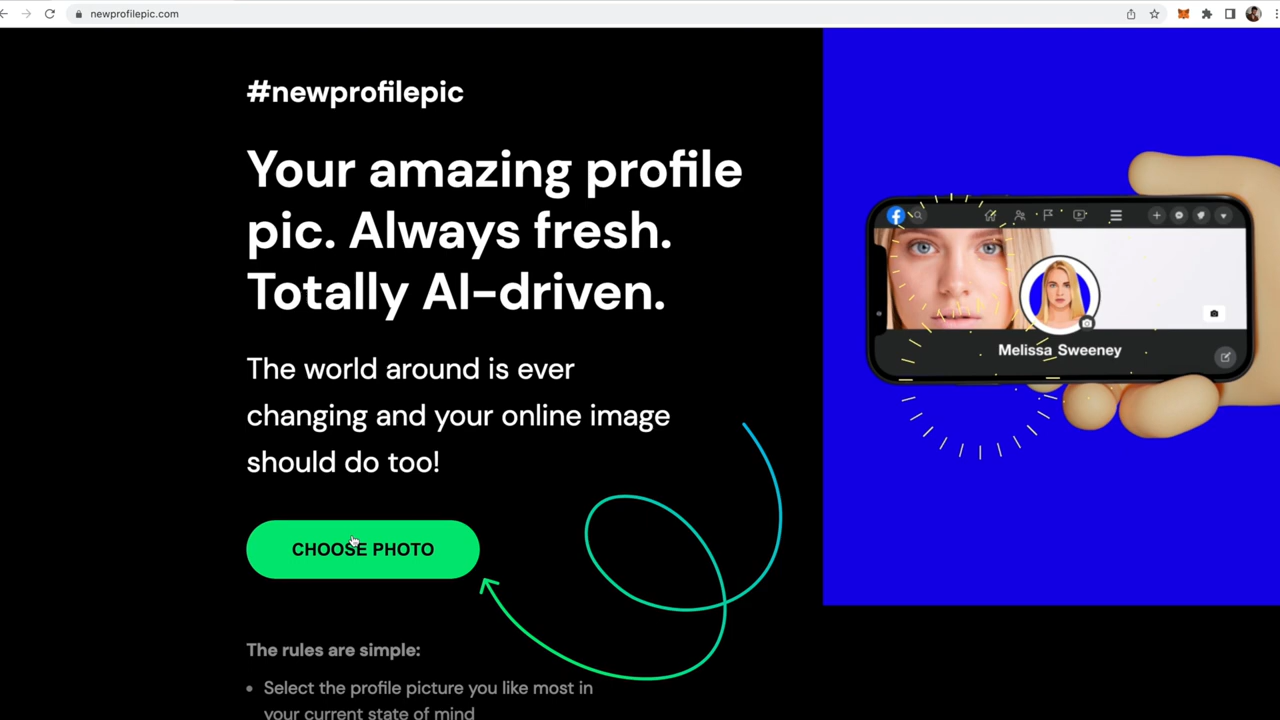 newprofilepic.com
#newprofilepic
Your amazing profile
pic. Always fresh.
Totally AI-driven.
The world around is ever
changing and your online image
should do too!
CHOOSE PHOTO
The rules are simple:
• Select the profile picture you like most in
your current state of mind
Melissa Sweeney